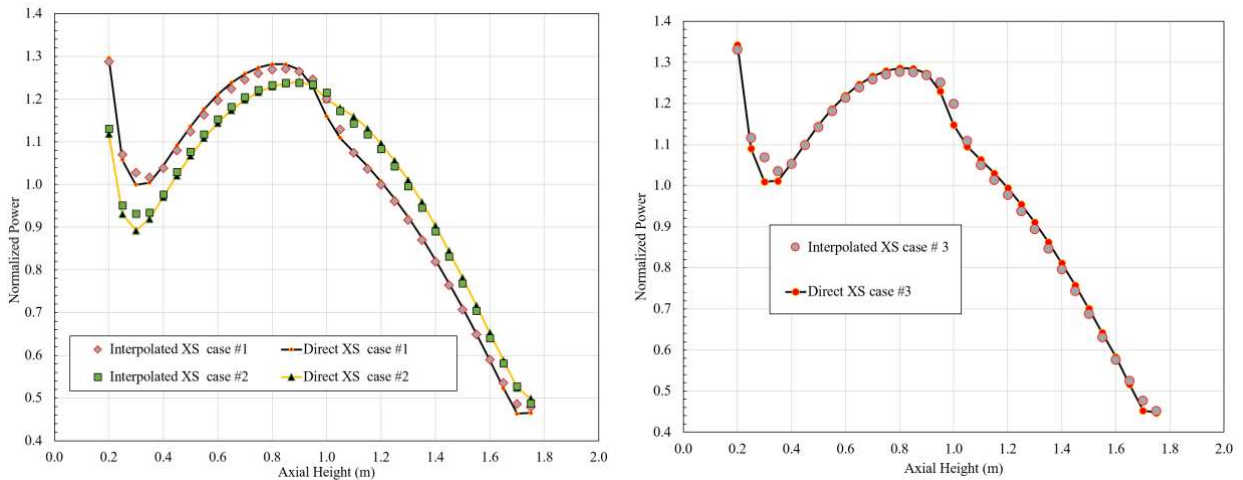 1.4
1.3
1.2
1.1
1.0
0.9
0.8
0.7
0.6
0.5
0.4
Normalized Power
Interpolated XS case #1
Direct XS case #1
Interpolated XS case #2
Direct XS case #2
0.0 0.2 0.4 0.6 0.8 1.0 1.2 1.4 1.6 1.8 2.0
Axial Height (m)
1.4
1.3
1.2
1.1
1.0
0.9
0.8
0.7
0.6
0.5
0.4
Normalized Power
Interpolated XS case # 3
Direct XS case #3
0.0 0.2 0.4 0.6 0.8 1.0 1.2 1.4 1.6 1.8 2.0
Axial Height (m)